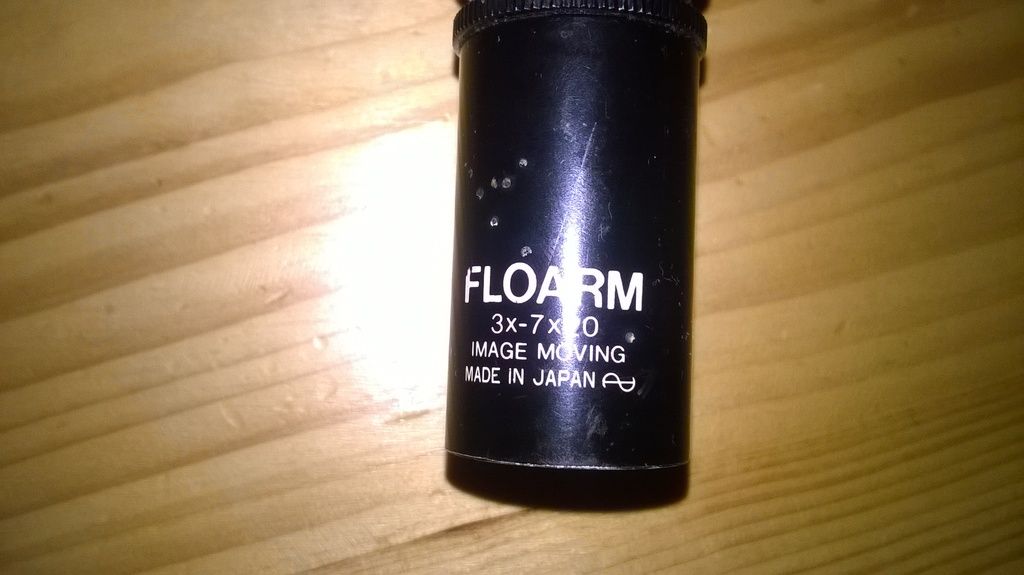 FLOARM
3x-7x20
IMAGE MOVING
MADE IN JAPAN